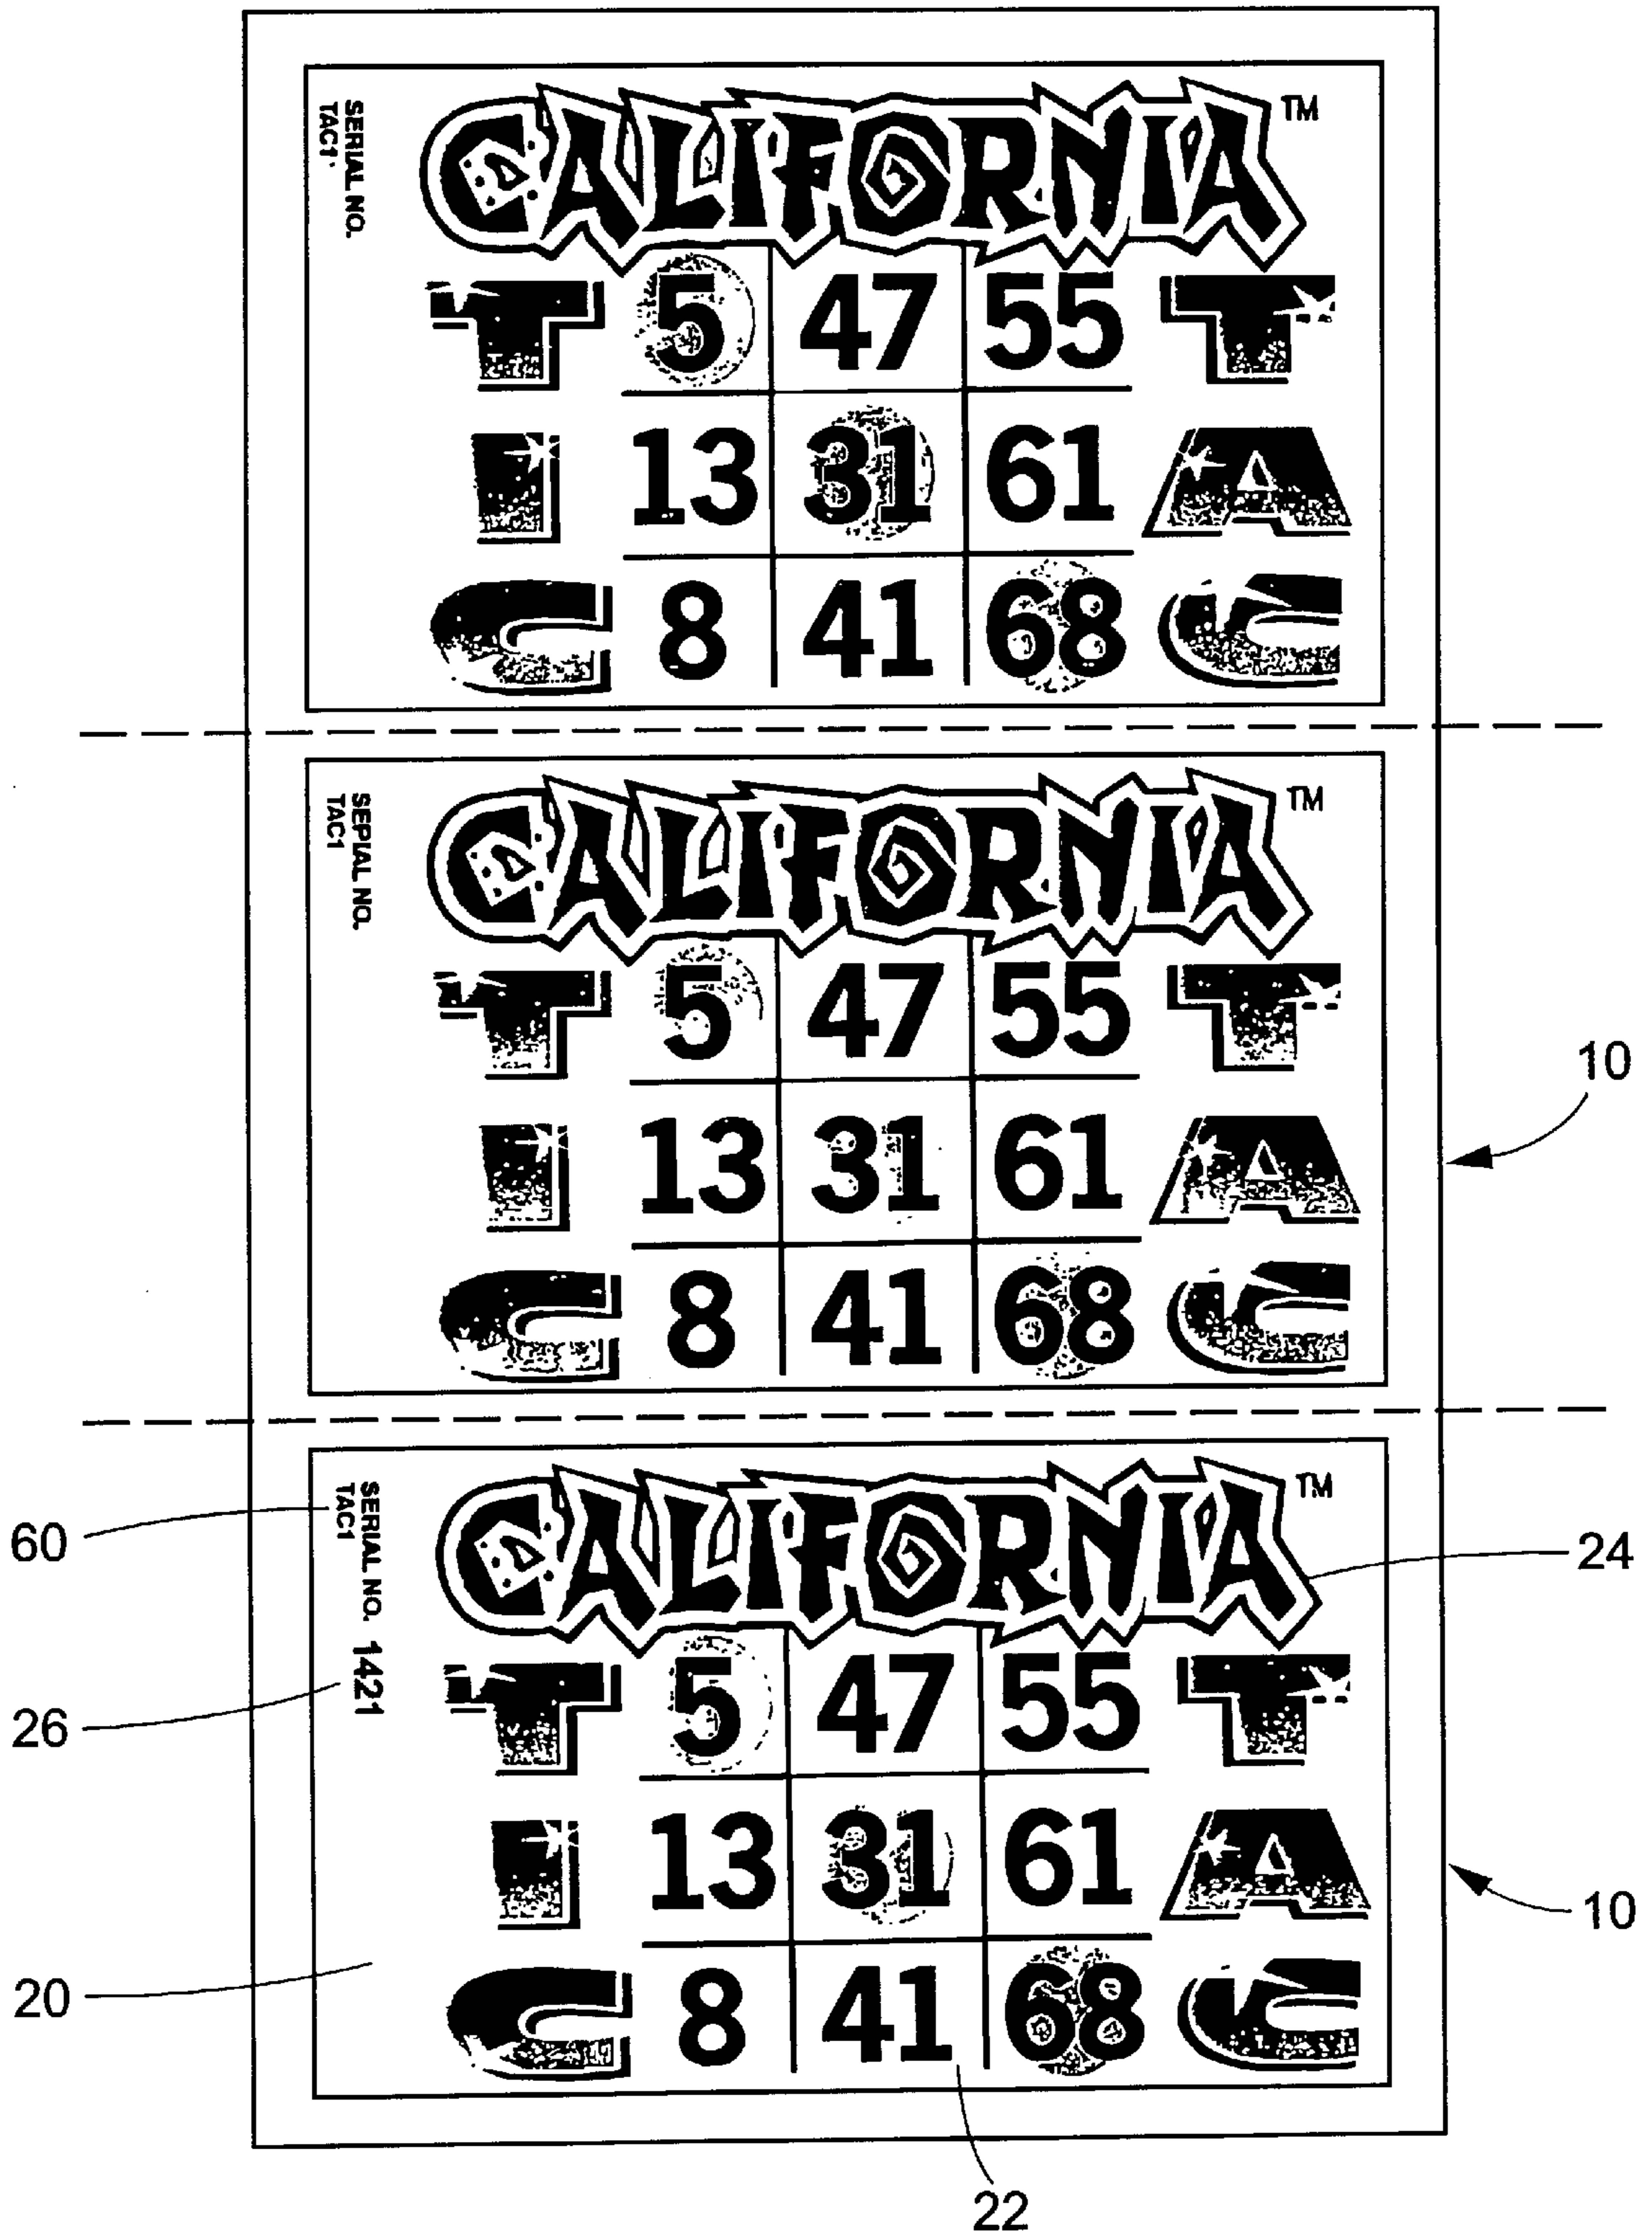 SERIAL NO.
TAC1
CALIFORNIA TM
T 5 47 55 T
I 13 31 61 A
C 8 41 68 C
SEPIAL NO.
TAC1
CALIFORNIA TM
T 5 47 55 T
I 13 31 61 A
C 8 41 68 C
10
SERIAL NO. 1421
TAC1
CALIFORNIA TM
60
24
T 5 47 55 T
26
I 13 31 61 A
10
C 8 41 68 C
20
22